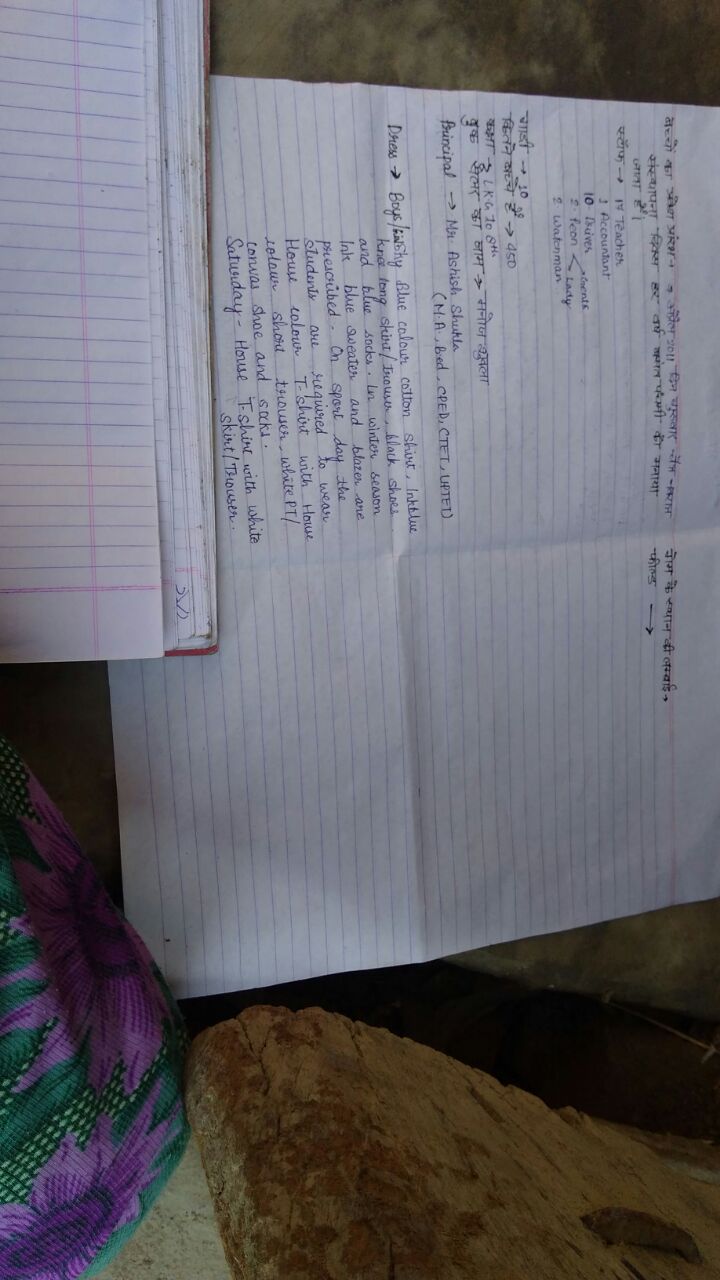 बच्चों का प्रवेश प्रारंभ → 7 अप्रैल 2011 दिन
संस्थापना दिवस हर वर्ष बसंत पंचमी को मनाया
जाता है।
स्टॉफ → 17 Teacher
1 Accountant
10 Driver
2 Peon < Gents
Lady
2 Watchman
गाडी → 10
कितने बच्चे हैं → 450
कक्षा → LKG To 8th
बुक सेलर का नाम → मनोज शुक्ला
Principal → Mr. Ashish Shukla
(M.A., B.ed, CPED, CTET, UPTET)
Dress → Boys/ Sky Blue colour cotton shirt, Inkblue
knee long skirt/Trouser, black shoes
and blue socks. In winter season
Ink blue sweater and blazer are
prescribed. On sport day the
students are required to wear
House colour T-shirt with House
colour short trouser, white PT/
canvas shoe and socks.
Saturday - House T-shirt with white
skirt/Trouser.
के स्थान की लम्बाई →
फील्ड →